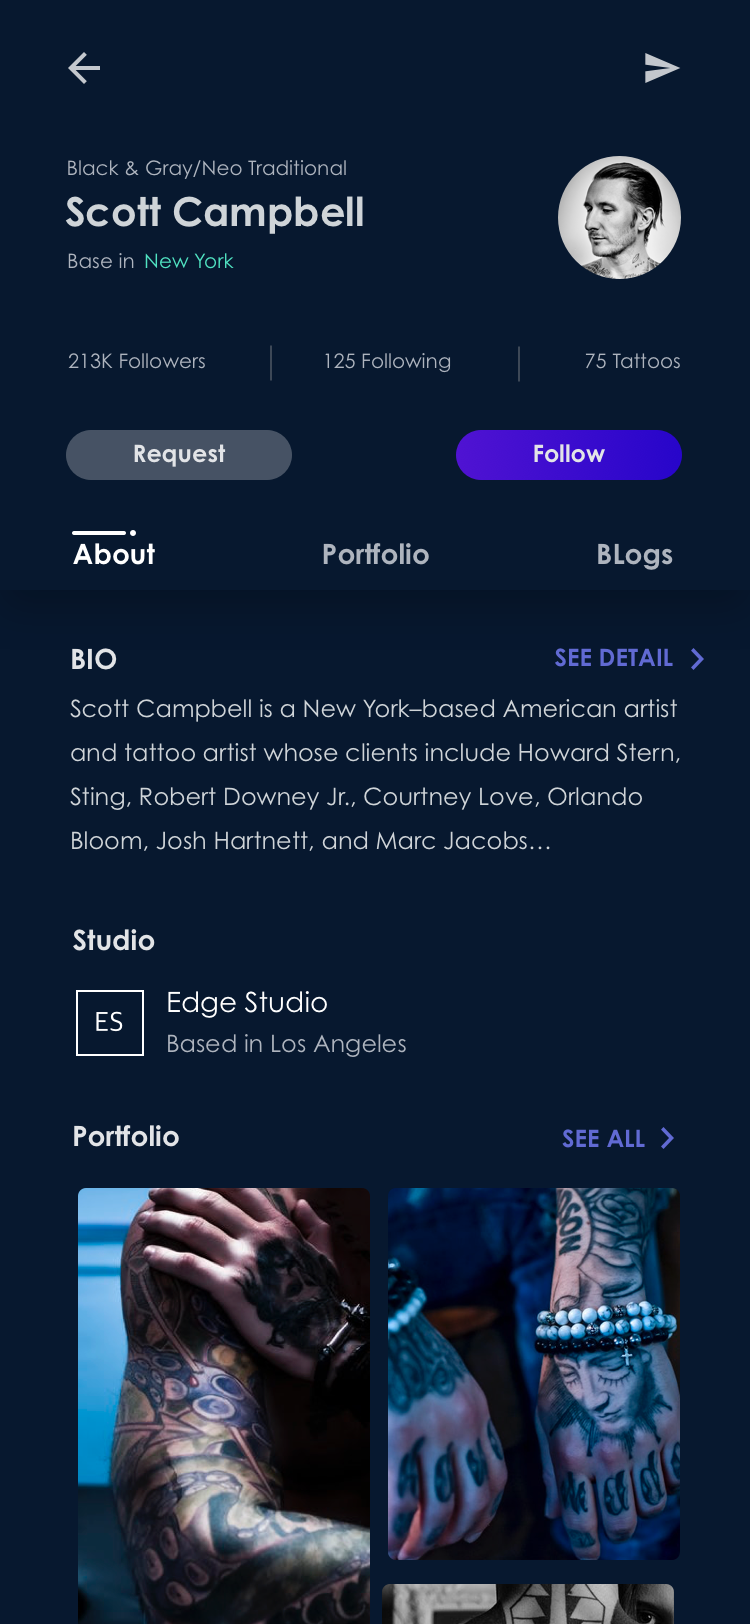 Black & Gray/Neo Traditional
Scott Campbell
Base in New York
213K Followers
125 Following
75 Tattoos
Request
Follow
About
Portfolio
BLogs
BIO
SEE DETAIL
Scott Campbell is a New York–based American artist
and tattoo artist whose clients include Howard Stern,
Sting, Robert Downey Jr., Courtney Love, Orlando
Bloom, Josh Hartnett, and Marc Jacobs...
Studio
ES
Edge Studio
Based in Los Angeles
Portfolio
SEE ALL